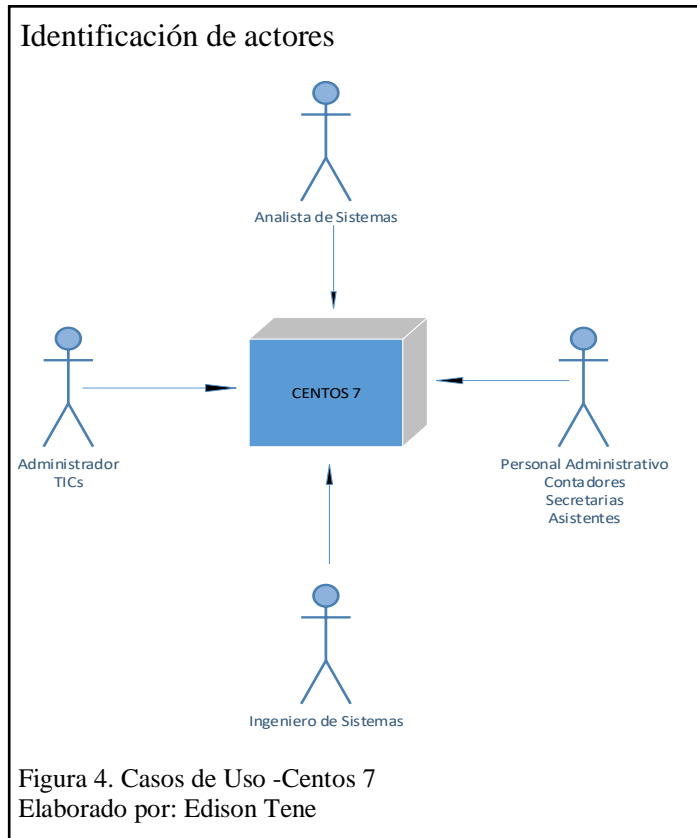 Identificación de actores
Analista de Sistemas
CENTOS 7
Administrador
TICs
Personal Administrativo
Contadores
Secretarias
Asistentes
Ingeniero de Sistemas
Figura 4. Casos de Uso -Centos 7
Elaborado por: Edison Tene